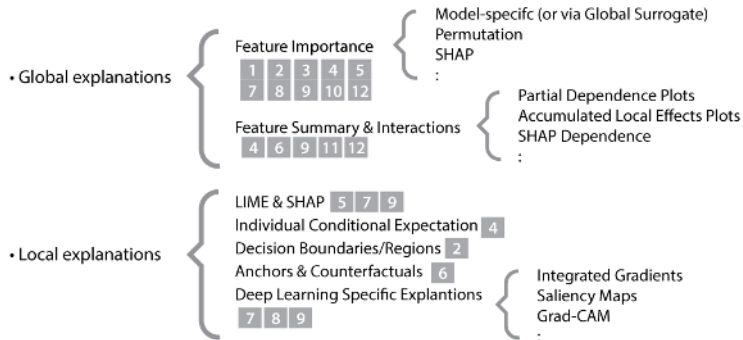 • Global explanations
Feature Importance
1 2 3 4 5
7 8 9 10 12
Model-specifc (or via Global Surrogate)
Permutation
SHAP
:
Feature Summary & Interactions
4 6 9 11 12
Partial Dependence Plots
Accumulated Local Effects Plots
SHAP Dependence
:
• Local explanations
LIME & SHAP 5 7 9
Individual Conditional Expectation 4
Decision Boundaries/Regions 2
Anchors & Counterfactuals 6
Deep Learning Specific Explantions
7 8 9
Integrated Gradients
Saliency Maps
Grad-CAM
: